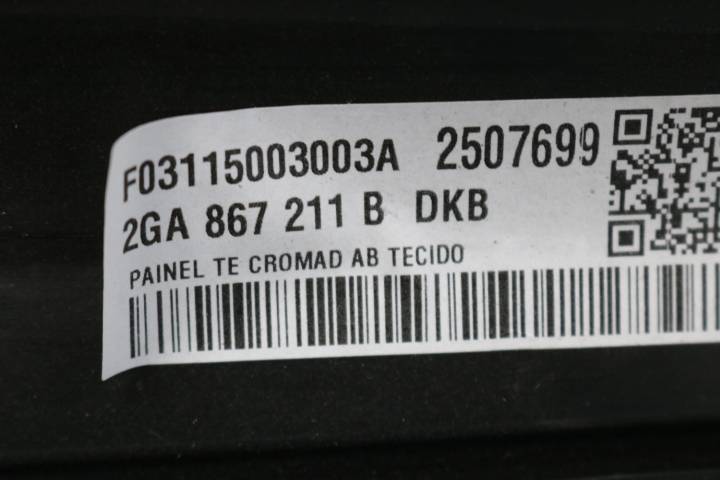 F03115003003A 2507699
2GA 867 211 B DKB
PAINEL TE CROMAD AB TECIDO